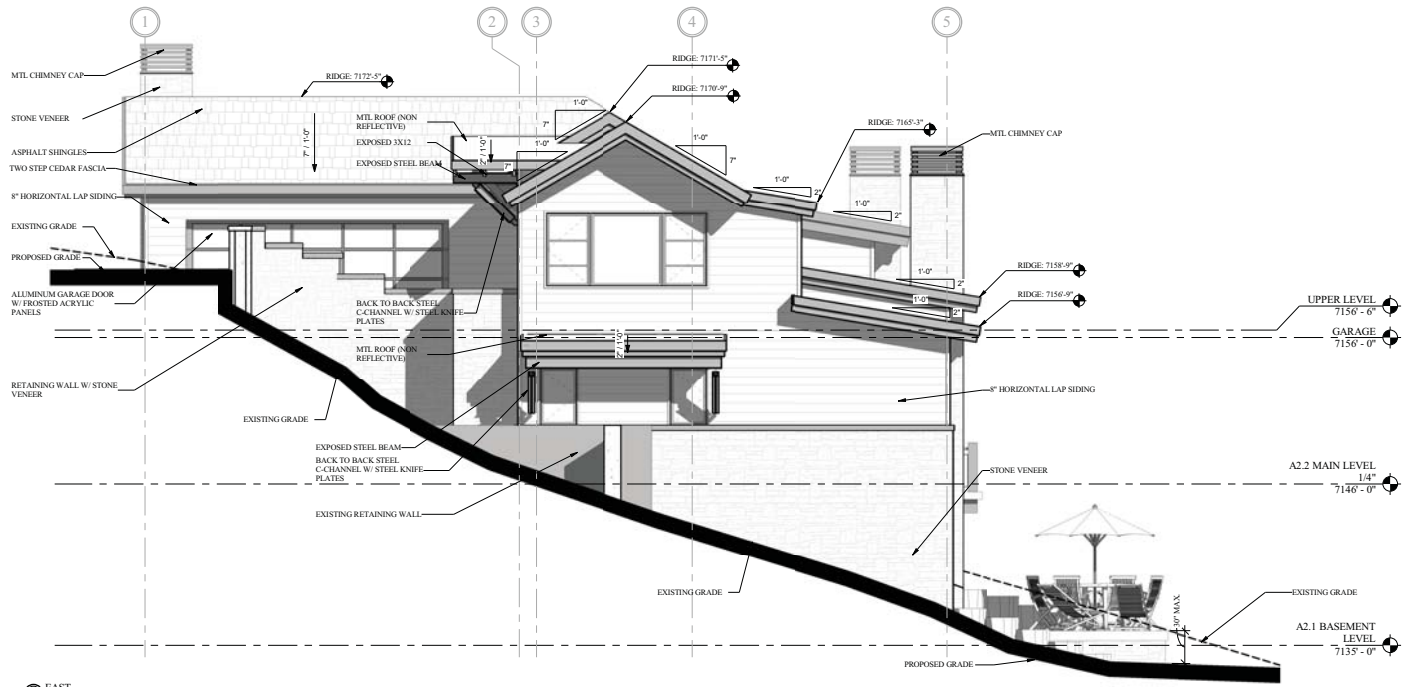 1
2
3
4
5
MTL CHIMNEY CAP
STONE VENEER
ASPHALT SHINGLES
TWO STEP CEDAR FASCIA
8" HORIZONTAL LAP SIDING
EXISTING GRADE
PROPOSED GRADE
ALUMINUM GARAGE DOOR
W/ FROSTED ACRYLIC
PANELS
RETAINING WALL W/ STONE
VENEER
EXISTING GRADE
RIDGE: 7172'-5"
7" / 1'-0"
MTL ROOF (NON
REFLECTIVE)
EXPOSED 3X12
EXPOSED STEEL BEAM
2" / 1'-0"
1'-0"
7"
1'-0"
7"
RIDGE: 7171'-5"
RIDGE: 7170'-9"
1'-0"
7"
RIDGE: 7165'-3"
1'-0"
2"
1'-0"
2"
MTL CHIMNEY CAP
RIDGE: 7158'-9"
1'-0"
2"
RIDGE: 7156'-9"
1'-0"
2"
BACK TO BACK STEEL
C-CHANNEL W/ STEEL KNIFE
PLATES
MTL ROOF (NON
REFLECTIVE)
2" / 1'-0"
EXPOSED STEEL BEAM
BACK TO BACK STEEL
C-CHANNEL W/ STEEL KNIFE
PLATES
EXISTING RETAINING WALL
8" HORIZONTAL LAP SIDING
STONE VENEER
EXISTING GRADE
PROPOSED GRADE
EXISTING GRADE
30" MAX
UPPER LEVEL
7156' - 6"
GARAGE
7156' - 0"
A2.2 MAIN LEVEL
1/4"
7146' - 0"
A2.1 BASEMENT
LEVEL
7135' - 0"
EAST